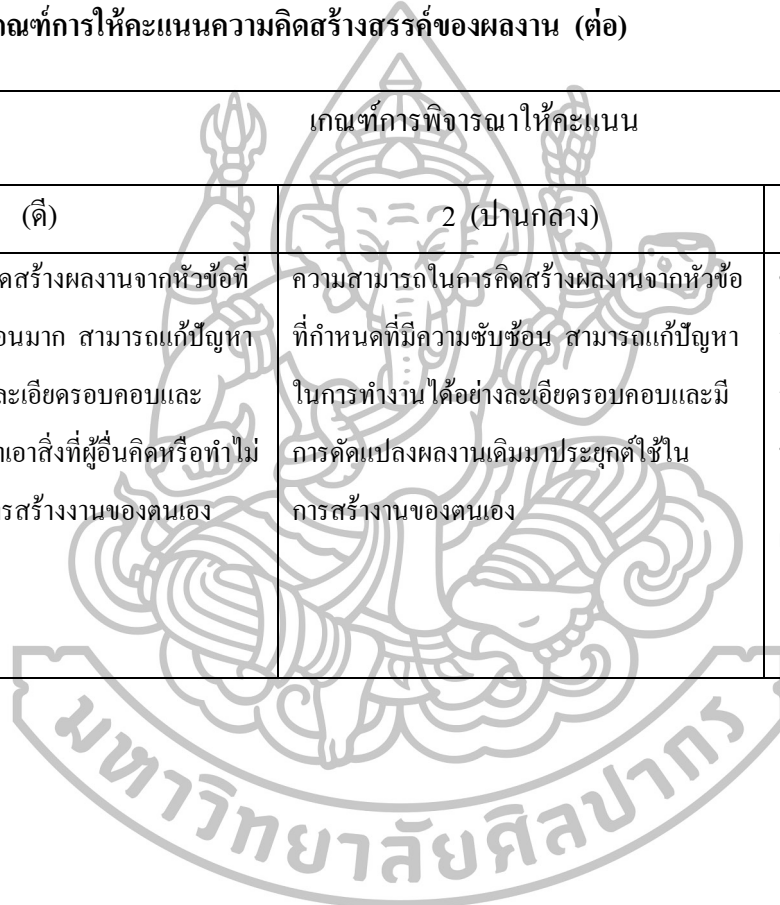 ณฑ์การให้คะแนนความคิดสร้างสรรค์ของผลงาน (ต่อ)
เกณฑ์การพิจารณาให้คะแนน
(ดี)
2 (ปานกลาง)
ดสร้างผลงานจากหัวข้อที่
อนมาก สามารถแก้ปัญหา
ละเอียดรอบคอบและ
าเอาสิ่งที่ผู้อื่นคิดหรือทำไม่
รสร้างงานของตนเอง
ความสามารถในการคิดสร้างผลงานจากหัวข้อ
ที่กำหนดที่มีความซับซ้อน สามารถแก้ปัญหา
ในการทำงานได้อย่างละเอียดรอบคอบและมี
การดัดแปลงผลงานเดิมมาประยุกต์ใช้ใน
การสร้างานของตนเอง
มหาวิทยาลัยศิลปากร